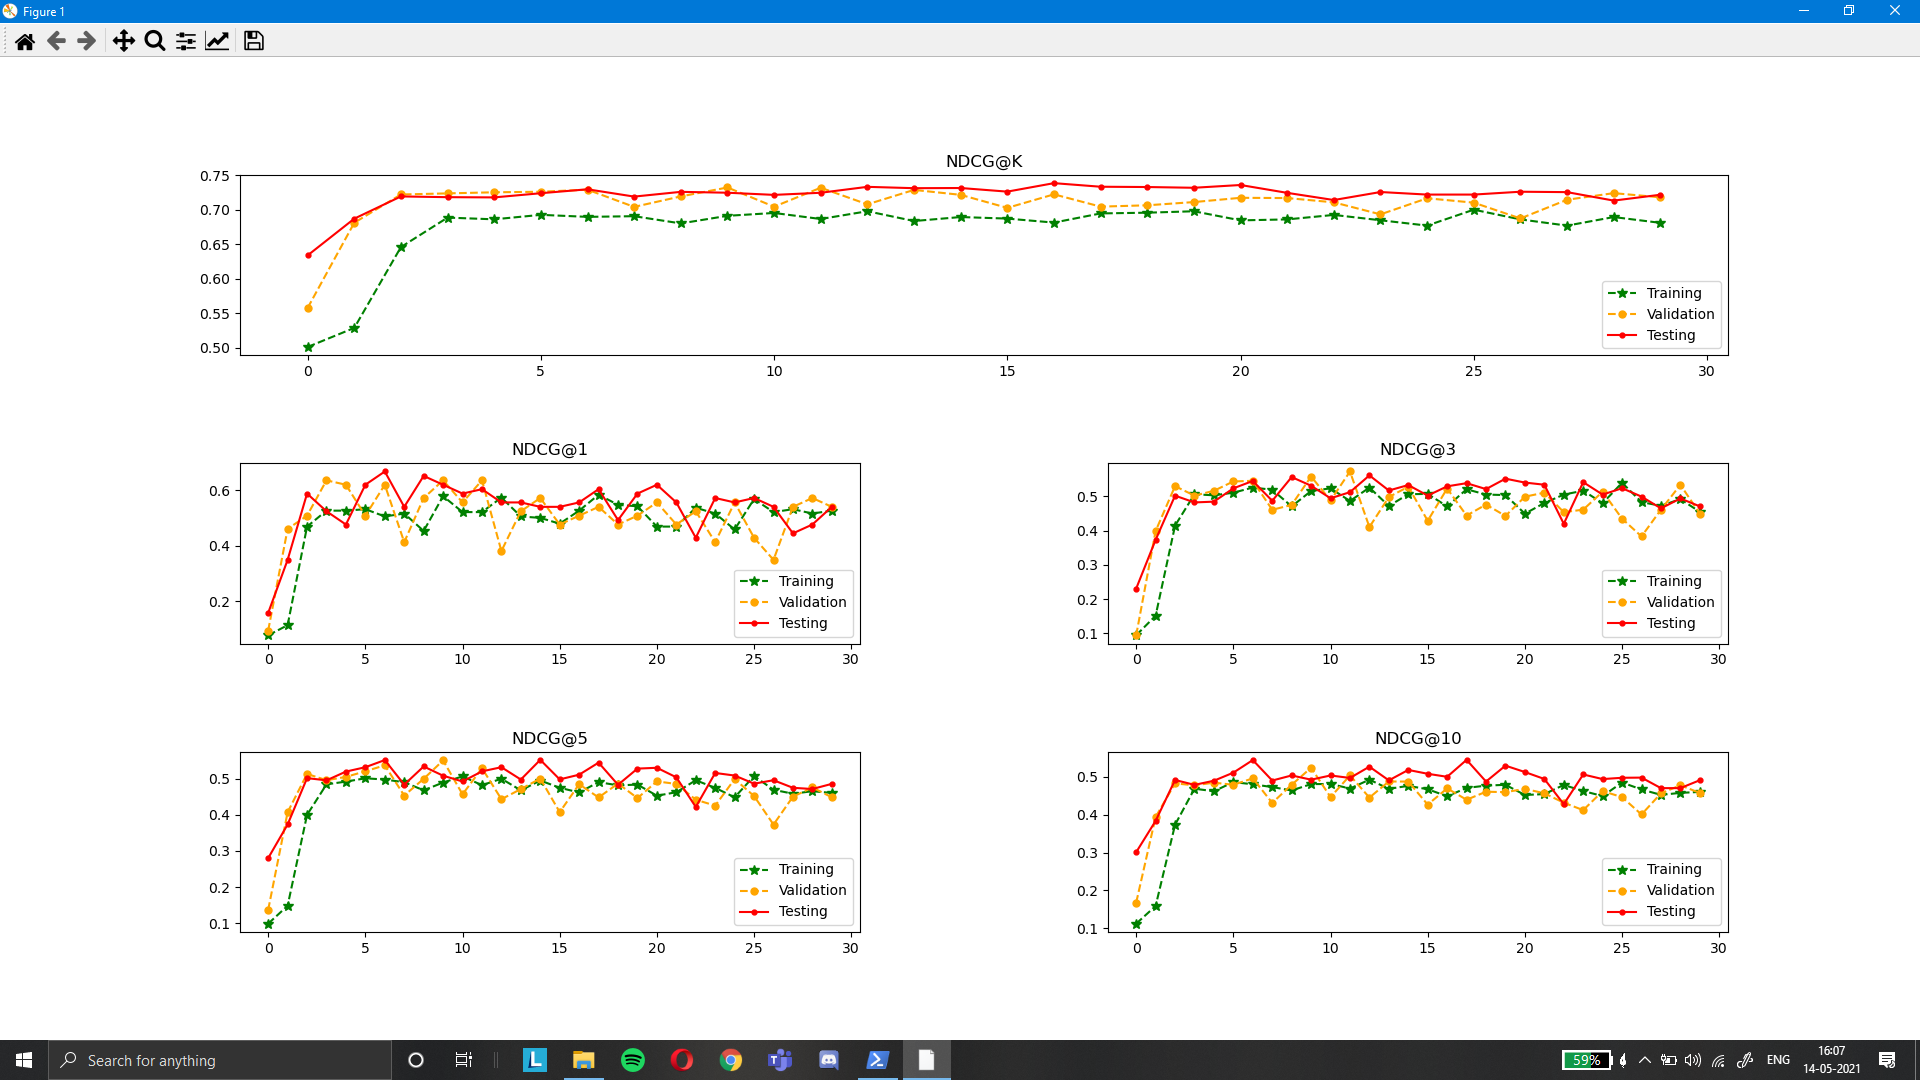 Figure 1
NDCG@K
0.75
0.70
0.65
0.60
0.55
0.50
Training
Validation
Testing
0 5 10 15 20 25 30
NDCG@1
0.6
0.4
0.2
Training
Validation
Testing
0 5 10 15 20 25 30
NDCG@3
0.5
0.4
0.3
0.2
0.1
Training
Validation
Testing
0 5 10 15 20 25 30
NDCG@5
0.5
0.4
0.3
0.2
0.1
Training
Validation
Testing
0 5 10 15 20 25 30
NDCG@10
0.5
0.4
0.3
0.2
0.1
Training
Validation
Testing
0 5 10 15 20 25 30
Search for anything
L
T
59%
ENG
16:07
14-05-2021